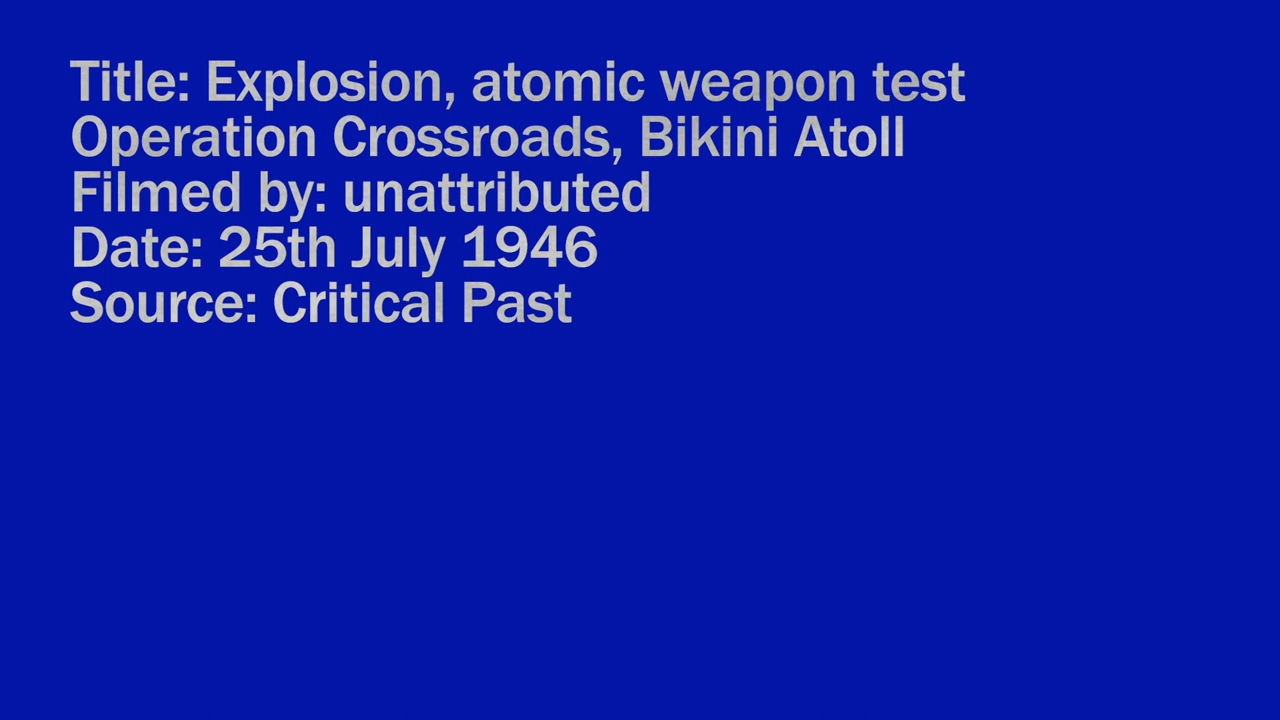 Title: Explosion, atomic weapon test
Operation Crossroads, Bikini Atoll
Filmed by: unattributed
Date: 25th July 1946
Source: Critical Past